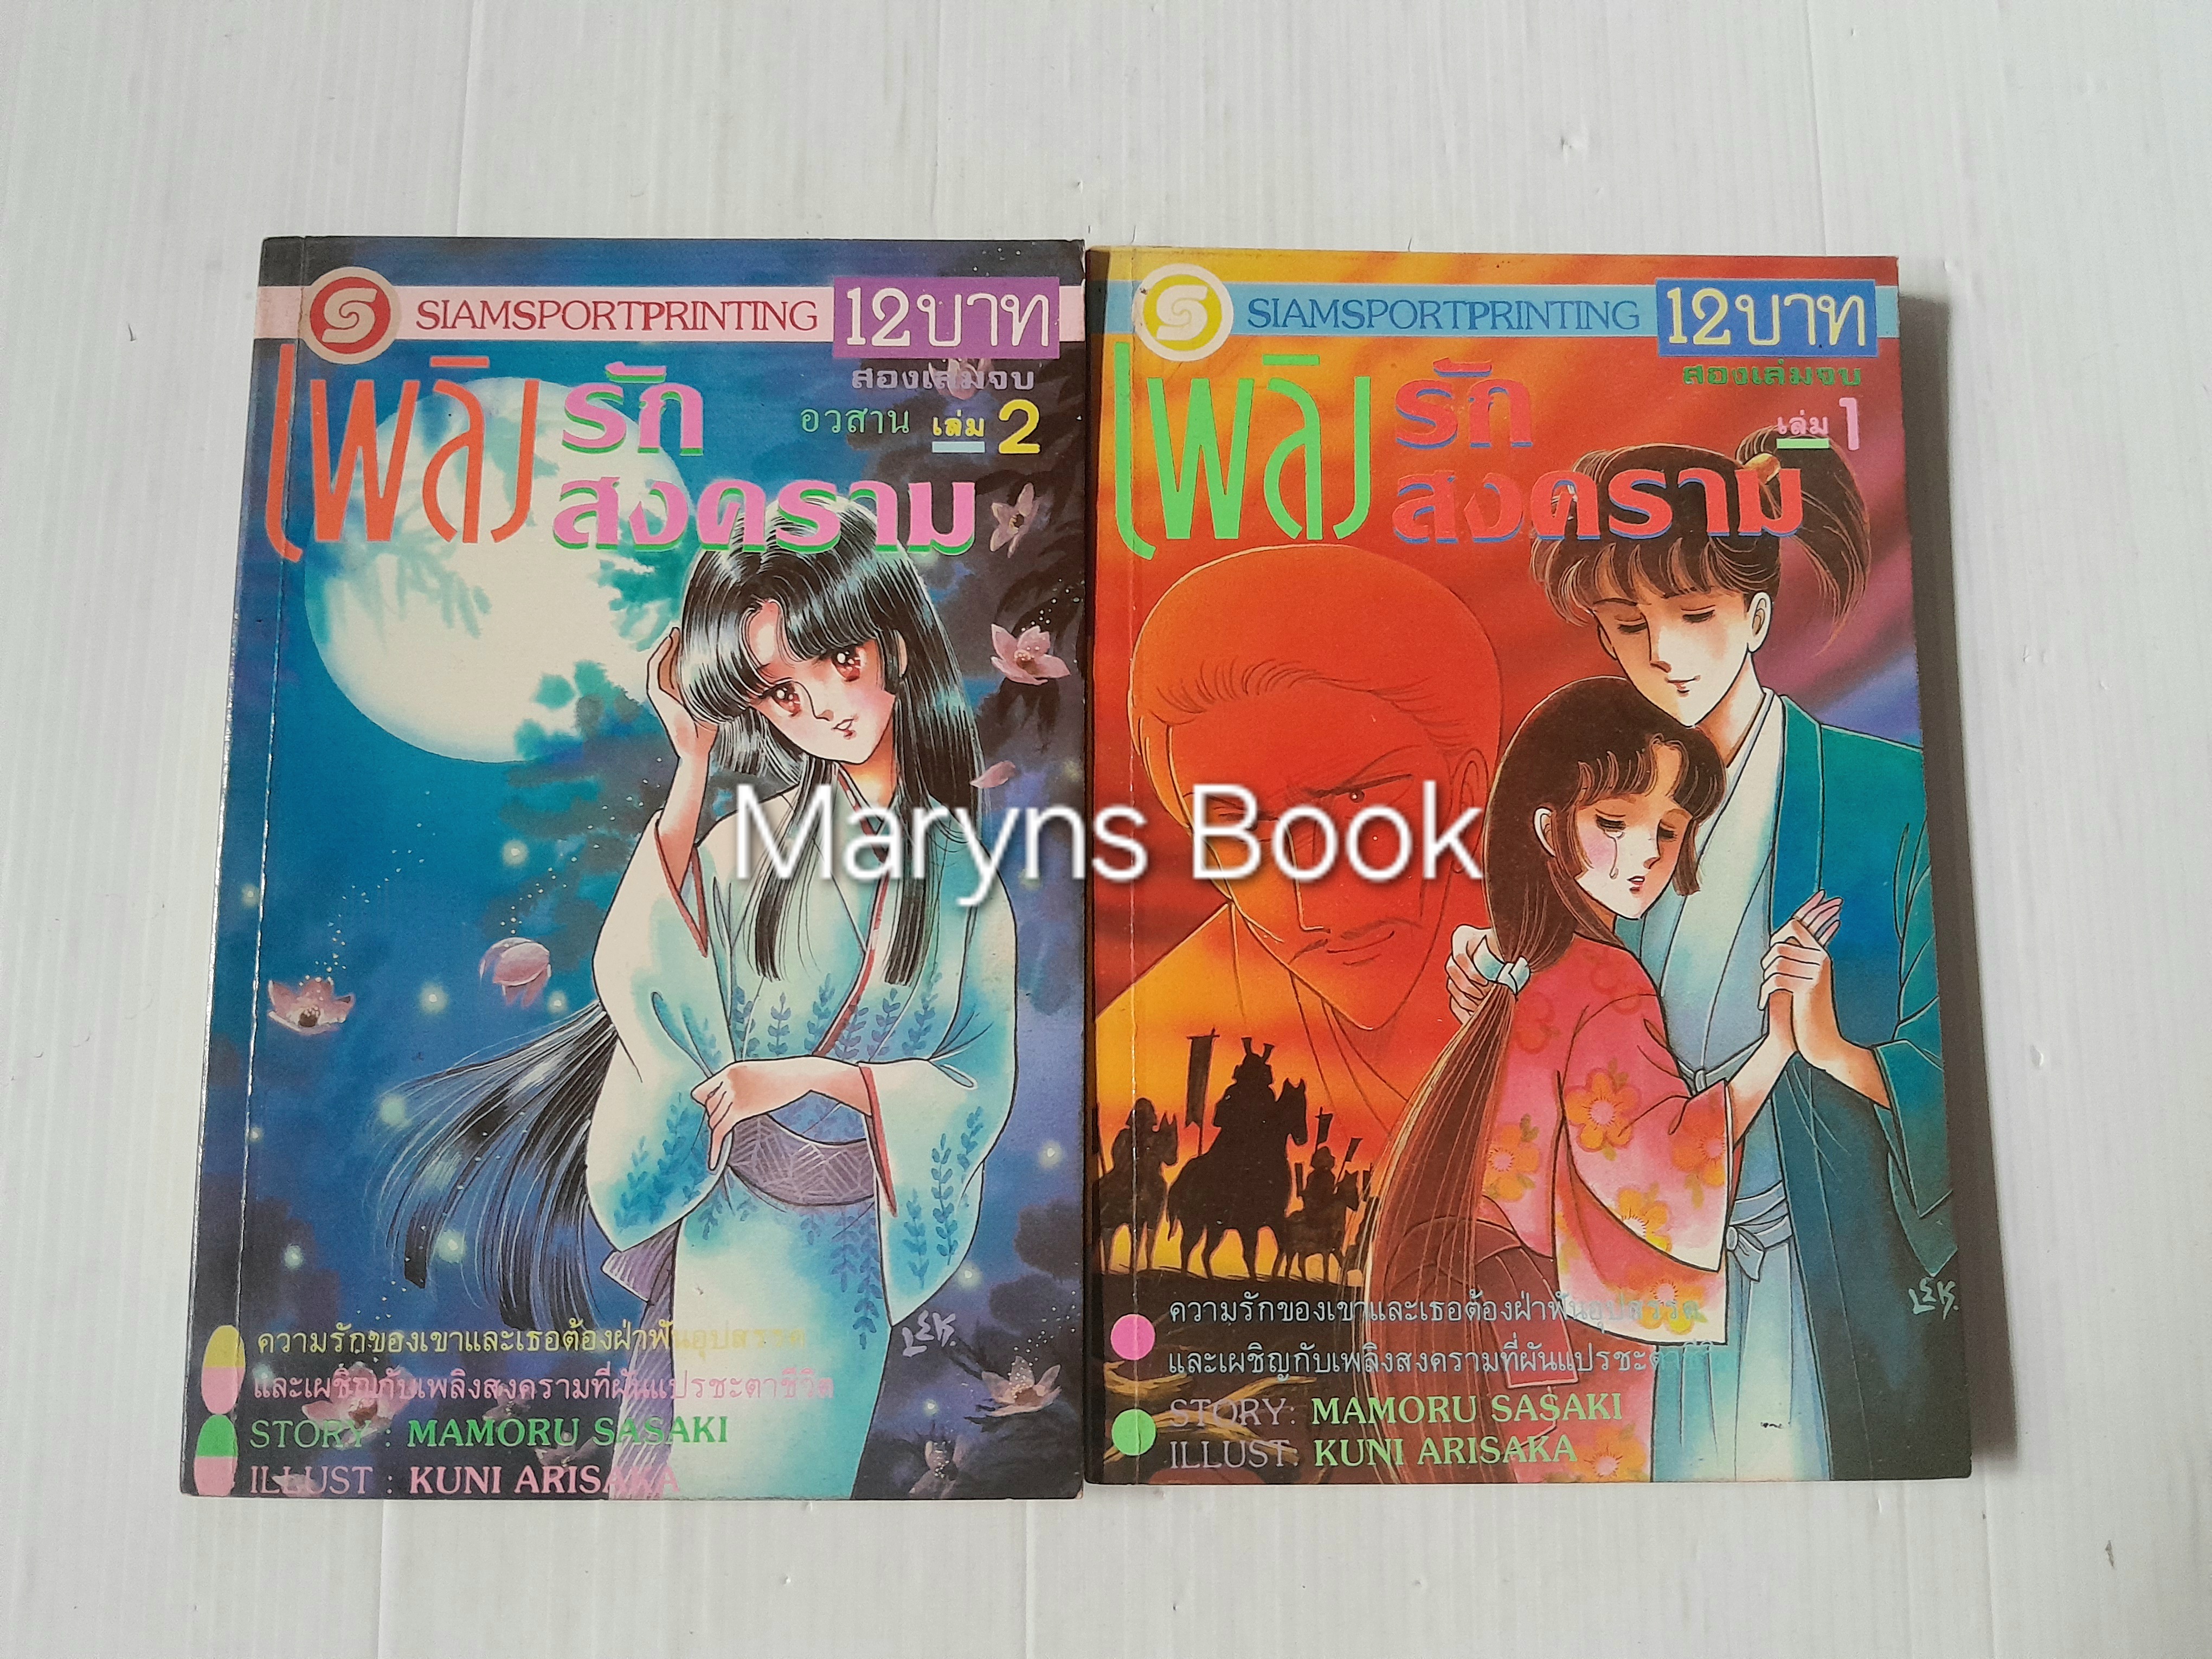 SIAMSPORTPRINTING 12บาท
สองเล่มจบ
อวสาน เล่ม 2
เพลิงรักสงคราม
ความรักของเขาและเธอต้องฝ่าฟันอุปสรรค
และเผชิญกับเพลิงสงครามที่ผันแปรชะตาชีวิต
STORY : MAMORU SASAKI
ILLUST : KUNI ARISAKA
LEK.
SIAMSPORTPRINTING 12บาท
สองเล่มจบ
เล่ม 1
เพลิงรักสงคราม
ความรักของเขาและเธอต้องฝ่าฟันอุปสรรค
และเผชิญกับเพลิงสงครามที่ผันแปรชะตาชีวิต
STORY: MAMORU SASAKI
ILLUST: KUNI ARISAKA
LEK.
Maryns Book